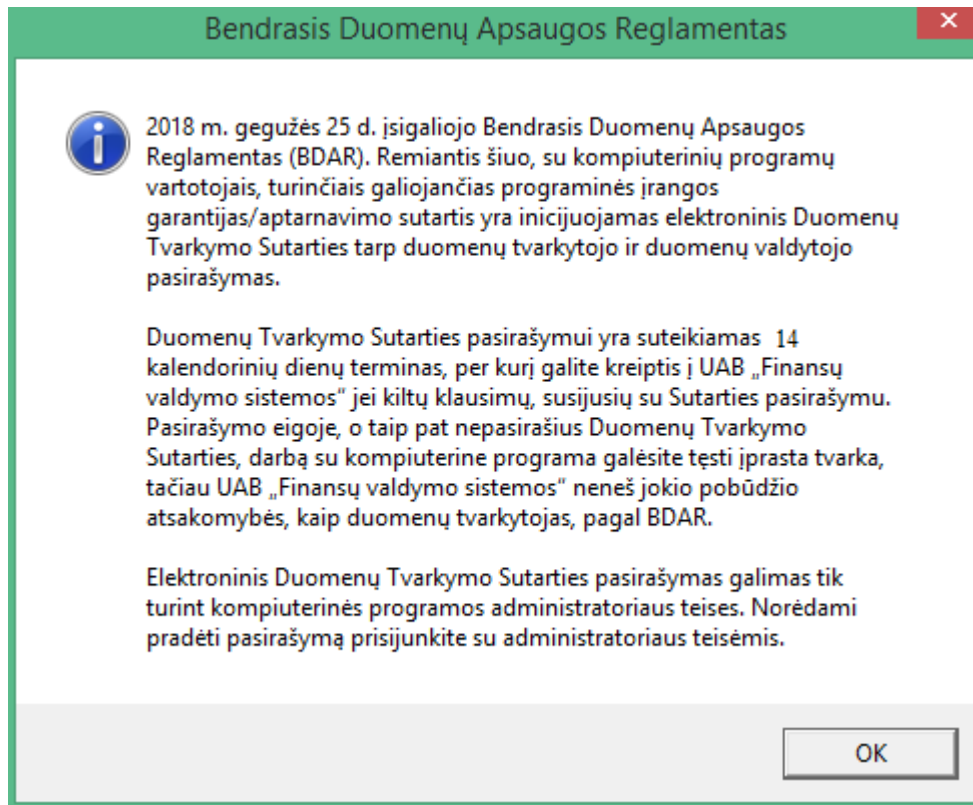 Bendrasis Duomenų Apsaugos Reglamentas
2018 m. gegužės 25 d. įsigaliojo Bendrasis Duomenų Apsaugos
Reglamentas (BDAR). Remiantis šiuo, su kompiuterinių programų
vartotojais, turinčiais galiojančias programinės įrangos
garantijas/aptarnavimo sutartis yra inicijuojamas elektroninis Duomenų
Tvarkymo Sutarties tarp duomenų tvarkytojo ir duomenų valdytojo
pasirašymas.
Duomenų Tvarkymo Sutarties pasirašymui yra suteikiamas 14
kalendorinių dienų terminas, per kurį galite kreiptis į UAB „Finansų
valdymo sistemos“ jei kiltų klausimų, susijusių su Sutarties pasirašymu.
Pasirašymo eigoje, o taip pat nepasirašius Duomenų Tvarkymo
Sutarties, darbą su kompiuterine programa galėsite tęsti įprasta tvarka,
tačiau UAB „Finansų valdymo sistemos“ neneš jokio pobūdžio
atsakomybės, kaip duomenų tvarkytojas, pagal BDAR.
Elektroninis Duomenų Tvarkymo Sutarties pasirašymas galimas tik
turint kompiuterinės programos administratoriaus teises. Norėdami
pradėti pasirašymą prisijunkite su administratoriaus teisėmis.
OK